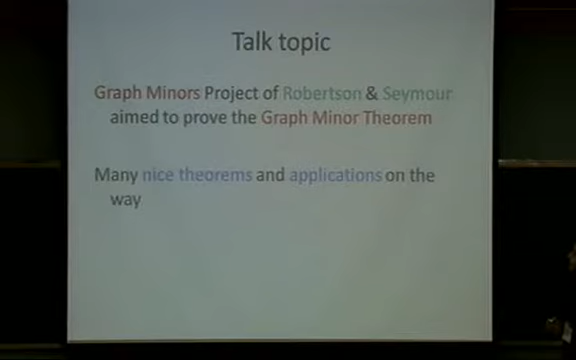 Talk topic
Graph Minors Project of Robertson & Seymour
aimed to prove the Graph Minor Theorem
Many nice theorems and applications on the
way